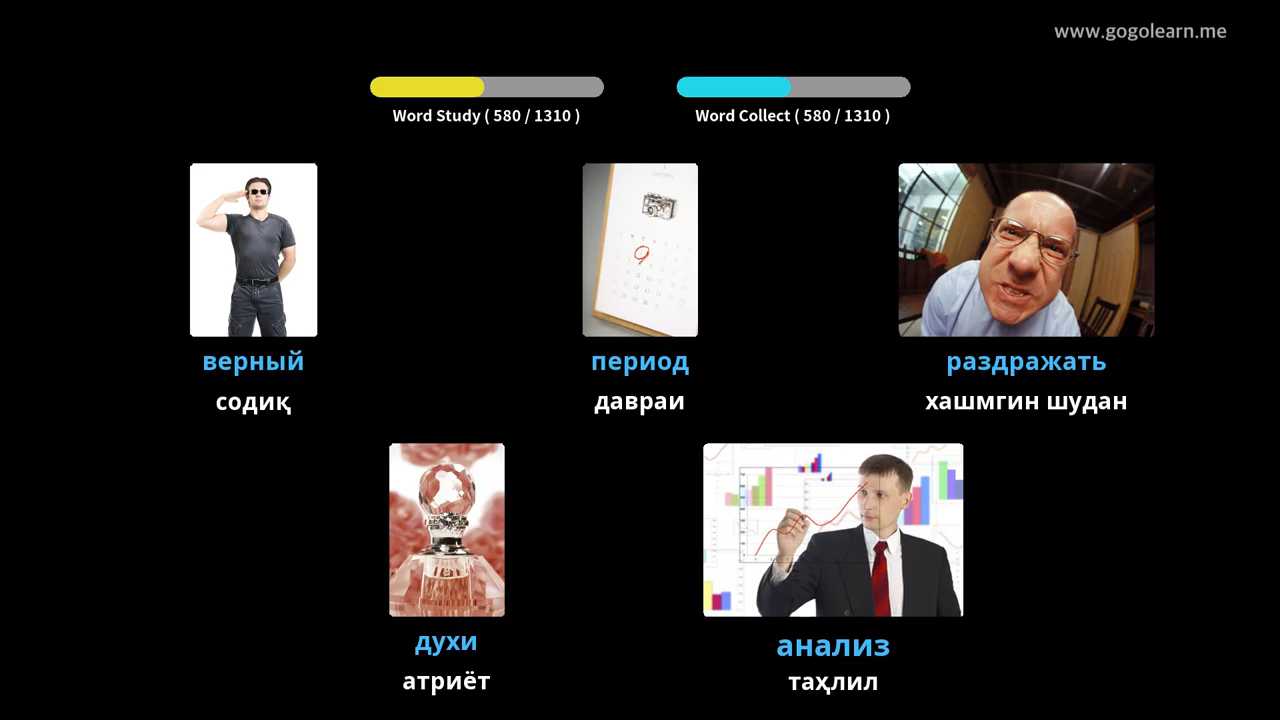 www.gogolearn.me
Word Study ( 580 / 1310 )
Word Collect ( 580 / 1310 )
верный
содиқ
период
давраи
раздражать
хашмгин шудан
духи
атриёт
анализ
таҳлил